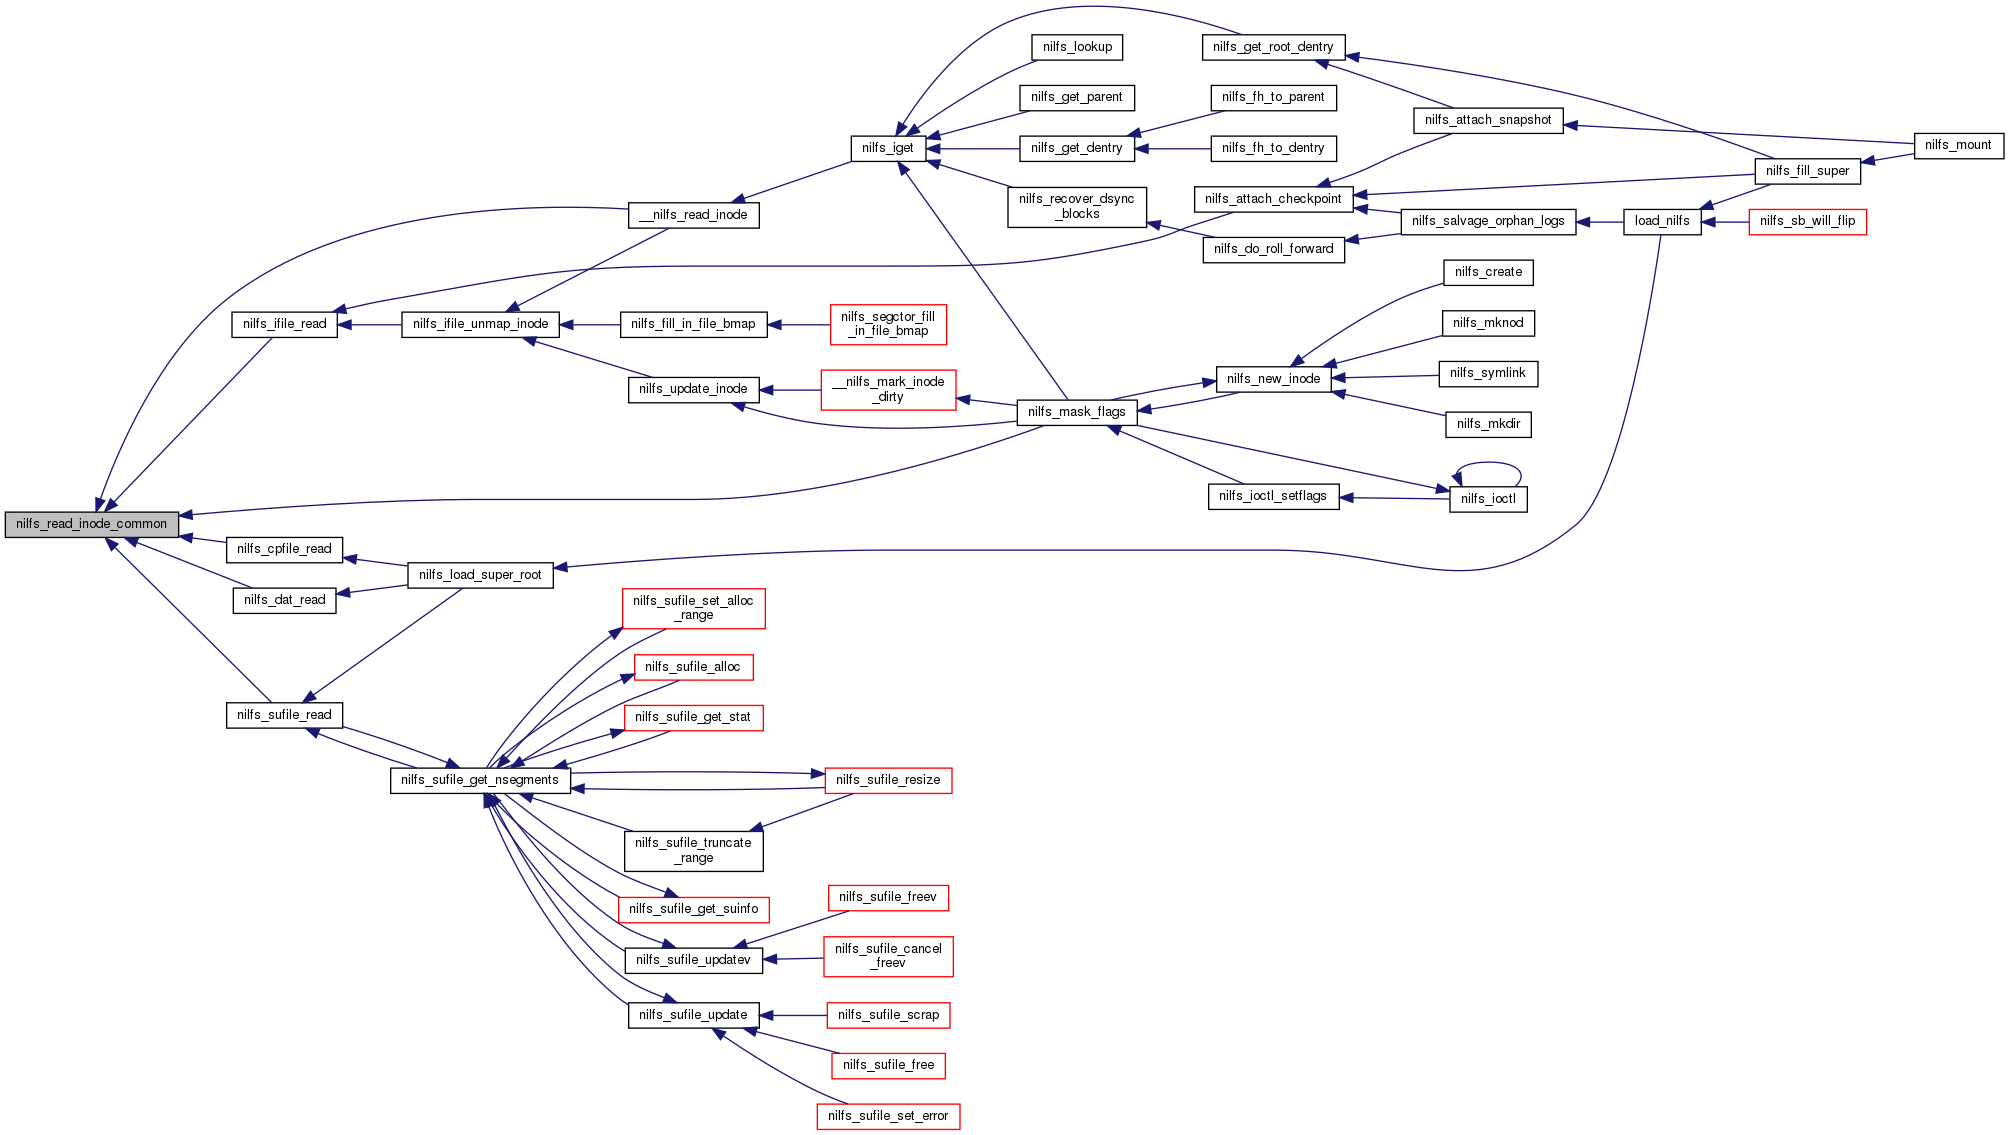 nilfs_lookup
nilfs_get_root_dentry
nilfs_get_parent
nilfs_fh_to_parent
nilfs_attach_snapshot
nilfs_iget
nilfs_get_dentry
nilfs_fh_to_dentry
nilfs_mount
nilfs_fill_super
nilfs_recover_dsync
_blocks
nilfs_attach_checkpoint
__nilfs_read_inode
nilfs_salvage_orphan_logs
load_nilfs
nilfs_sb_will_flip
nilfs_do_roll_forward
nilfs_create
nilfs_ifile_read
nilfs_ifile_unmap_inode
nilfs_fill_in_file_bmap
nilfs_segctor_fill
_in_file_bmap
nilfs_mknod
nilfs_update_inode
__nilfs_mark_inode
_dirty
nilfs_new_inode
nilfs_symlink
nilfs_mask_flags
nilfs_mkdir
nilfs_ioctl_setflags
nilfs_ioctl
nilfs_read_inode_common
nilfs_cpfile_read
nilfs_load_super_root
nilfs_dat_read
nilfs_sufile_set_alloc
_range
nilfs_sufile_alloc
nilfs_sufile_read
nilfs_sufile_get_stat
nilfs_sufile_get_nsegments
nilfs_sufile_resize
nilfs_sufile_truncate
_range
nilfs_sufile_freev
nilfs_sufile_get_suinfo
nilfs_sufile_updatev
nilfs_sufile_cancel
_freev
nilfs_sufile_update
nilfs_sufile_scrap
nilfs_sufile_free
nilfs_sufile_set_error